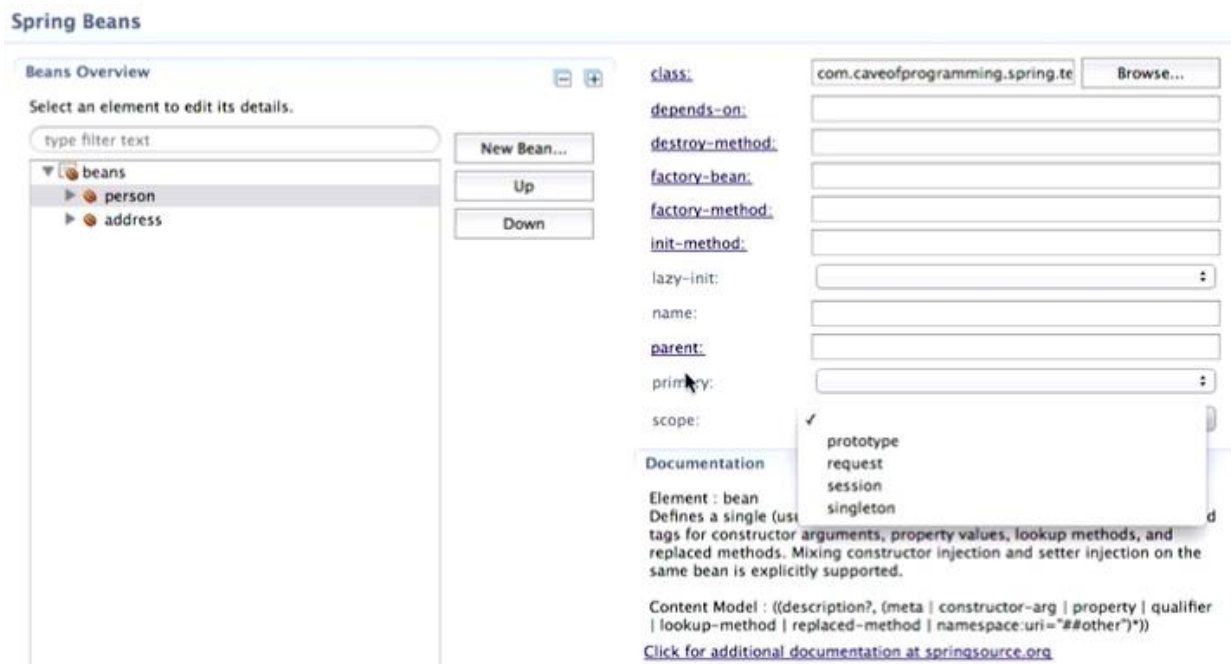 Spring Beans
Beans Overview
Select an element to edit its details.
type filter text
beans
person
address
New Bean...
Up
Down
class:
com.caveofprogramming.spring.te
Browse...
depends-on:
destroy-method:
factory-bean:
factory-method:
init-method:
lazy-init:
name:
parent:
primary:
scope:
prototype
request
session
singleton
Documentation
Element : bean
Defines a single (us
d
tags for constructor arguments, property values, lookup methods, and
replaced methods. Mixing constructor injection and setter injection on the
same bean is explicitly supported.
Content Model : ((description?, (meta | constructor-arg | property | qualifier
| lookup-method | replaced-method | namespace:uri="##other")*))
Click for additional documentation at springsource.org